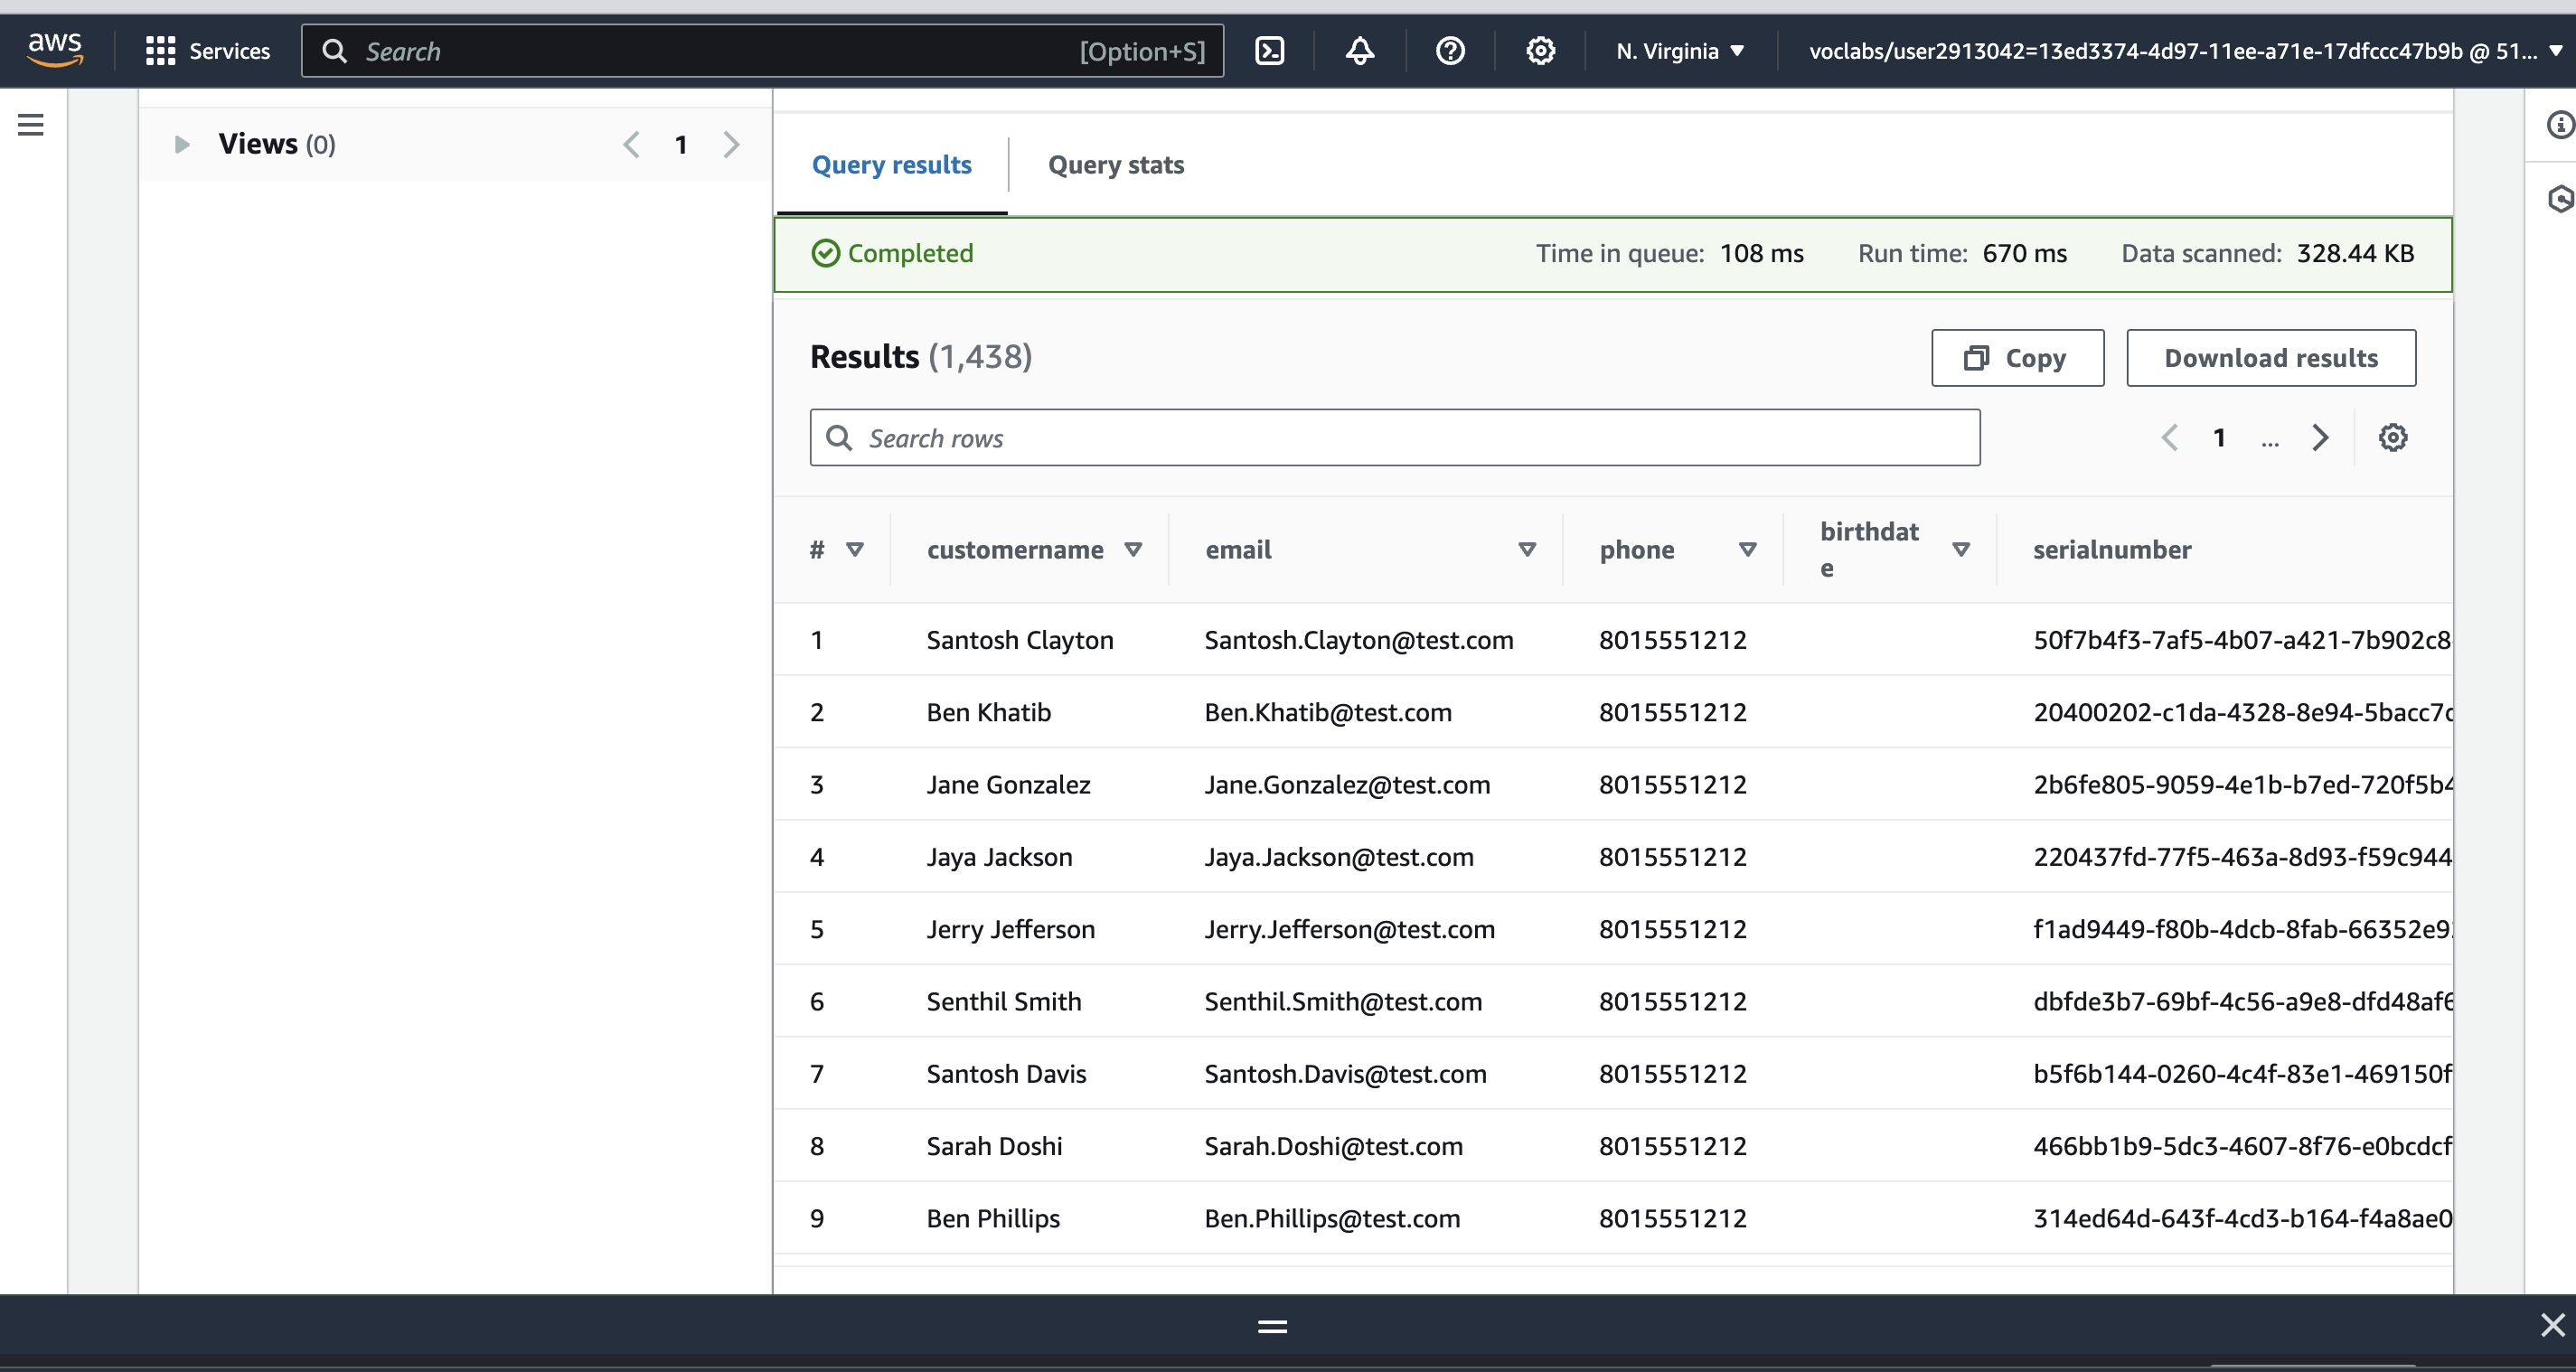 aws Services Search [Option+S] N. Virginia voclabs/user2913042=13ed3374-4d97-11ee-a71e-17dfccc47b9b @ 51...
Views (0) 1
Query results Query stats
Completed Time in queue: 108 ms Run time: 670 ms Data scanned: 328.44 KB
Results (1,438) Copy Download results
Search rows 1 ...
# customername email phone birthdat
e serialnumber
1 Santosh Clayton Santosh.Clayton@test.com 8015551212 50f7b4f3-7af5-4b07-a421-7b902c8
2 Ben Khatib Ben.Khatib@test.com 8015551212 20400202-c1da-4328-8e94-5bacc7c
3 Jane Gonzalez Jane.Gonzalez@test.com 8015551212 2b6fe805-9059-4e1b-b7ed-720f5b4
4 Jaya Jackson Jaya.Jackson@test.com 8015551212 220437fd-77f5-463a-8d93-f59c944
5 Jerry Jefferson Jerry.Jefferson@test.com 8015551212 f1ad9449-f80b-4dcb-8fab-66352e9
6 Senthil Smith Senthil.Smith@test.com 8015551212 dbfde3b7-69bf-4c56-a9e8-dfd48af6
7 Santosh Davis Santosh.Davis@test.com 8015551212 b5f6b144-0260-4c4f-83e1-469150f
8 Sarah Doshi Sarah.Doshi@test.com 8015551212 466bb1b9-5dc3-4607-8f76-e0bcdcf
9 Ben Phillips Ben.Phillips@test.com 8015551212 314ed64d-643f-4cd3-b164-f4a8ae0